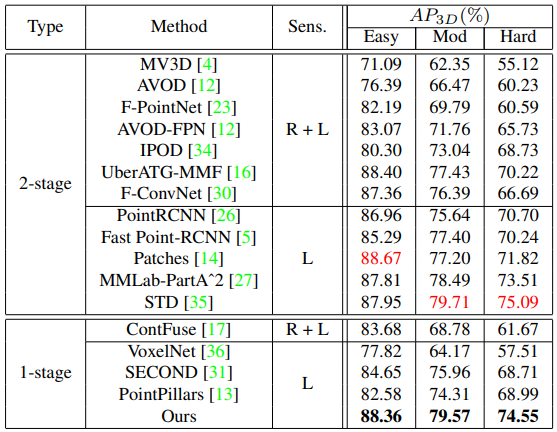 Type Method Sens. AP3D(%)
Easy Mod Hard
2-stage
MV3D [4] 71.09 62.35 55.12
AVOD [12] 76.39 66.47 60.23
F-PointNet [23] 82.19 69.79 60.59
AVOD-FPN [12] R + L 83.07 71.76 65.73
IPOD [34] 80.30 73.04 68.73
UberATG-MMF [16] 88.40 77.43 70.22
F-ConvNet [30] 87.36 76.39 66.69
PointRCNN [26] 86.96 75.64 70.70
Fast Point-RCNN [5] 85.29 77.40 70.24
Patches [14] L 88.67 77.20 71.82
MMLab-PartAˆ2 [27] 87.81 78.49 73.51
STD [35] 87.95 79.71 75.09
1-stage
ContFuse [17] R + L 83.68 68.78 61.67
VoxelNet [36] 77.82 64.17 57.51
SECOND [31] L 84.65 75.96 68.71
PointPillars [13] 82.58 74.31 68.99
Ours 88.36 79.57 74.55